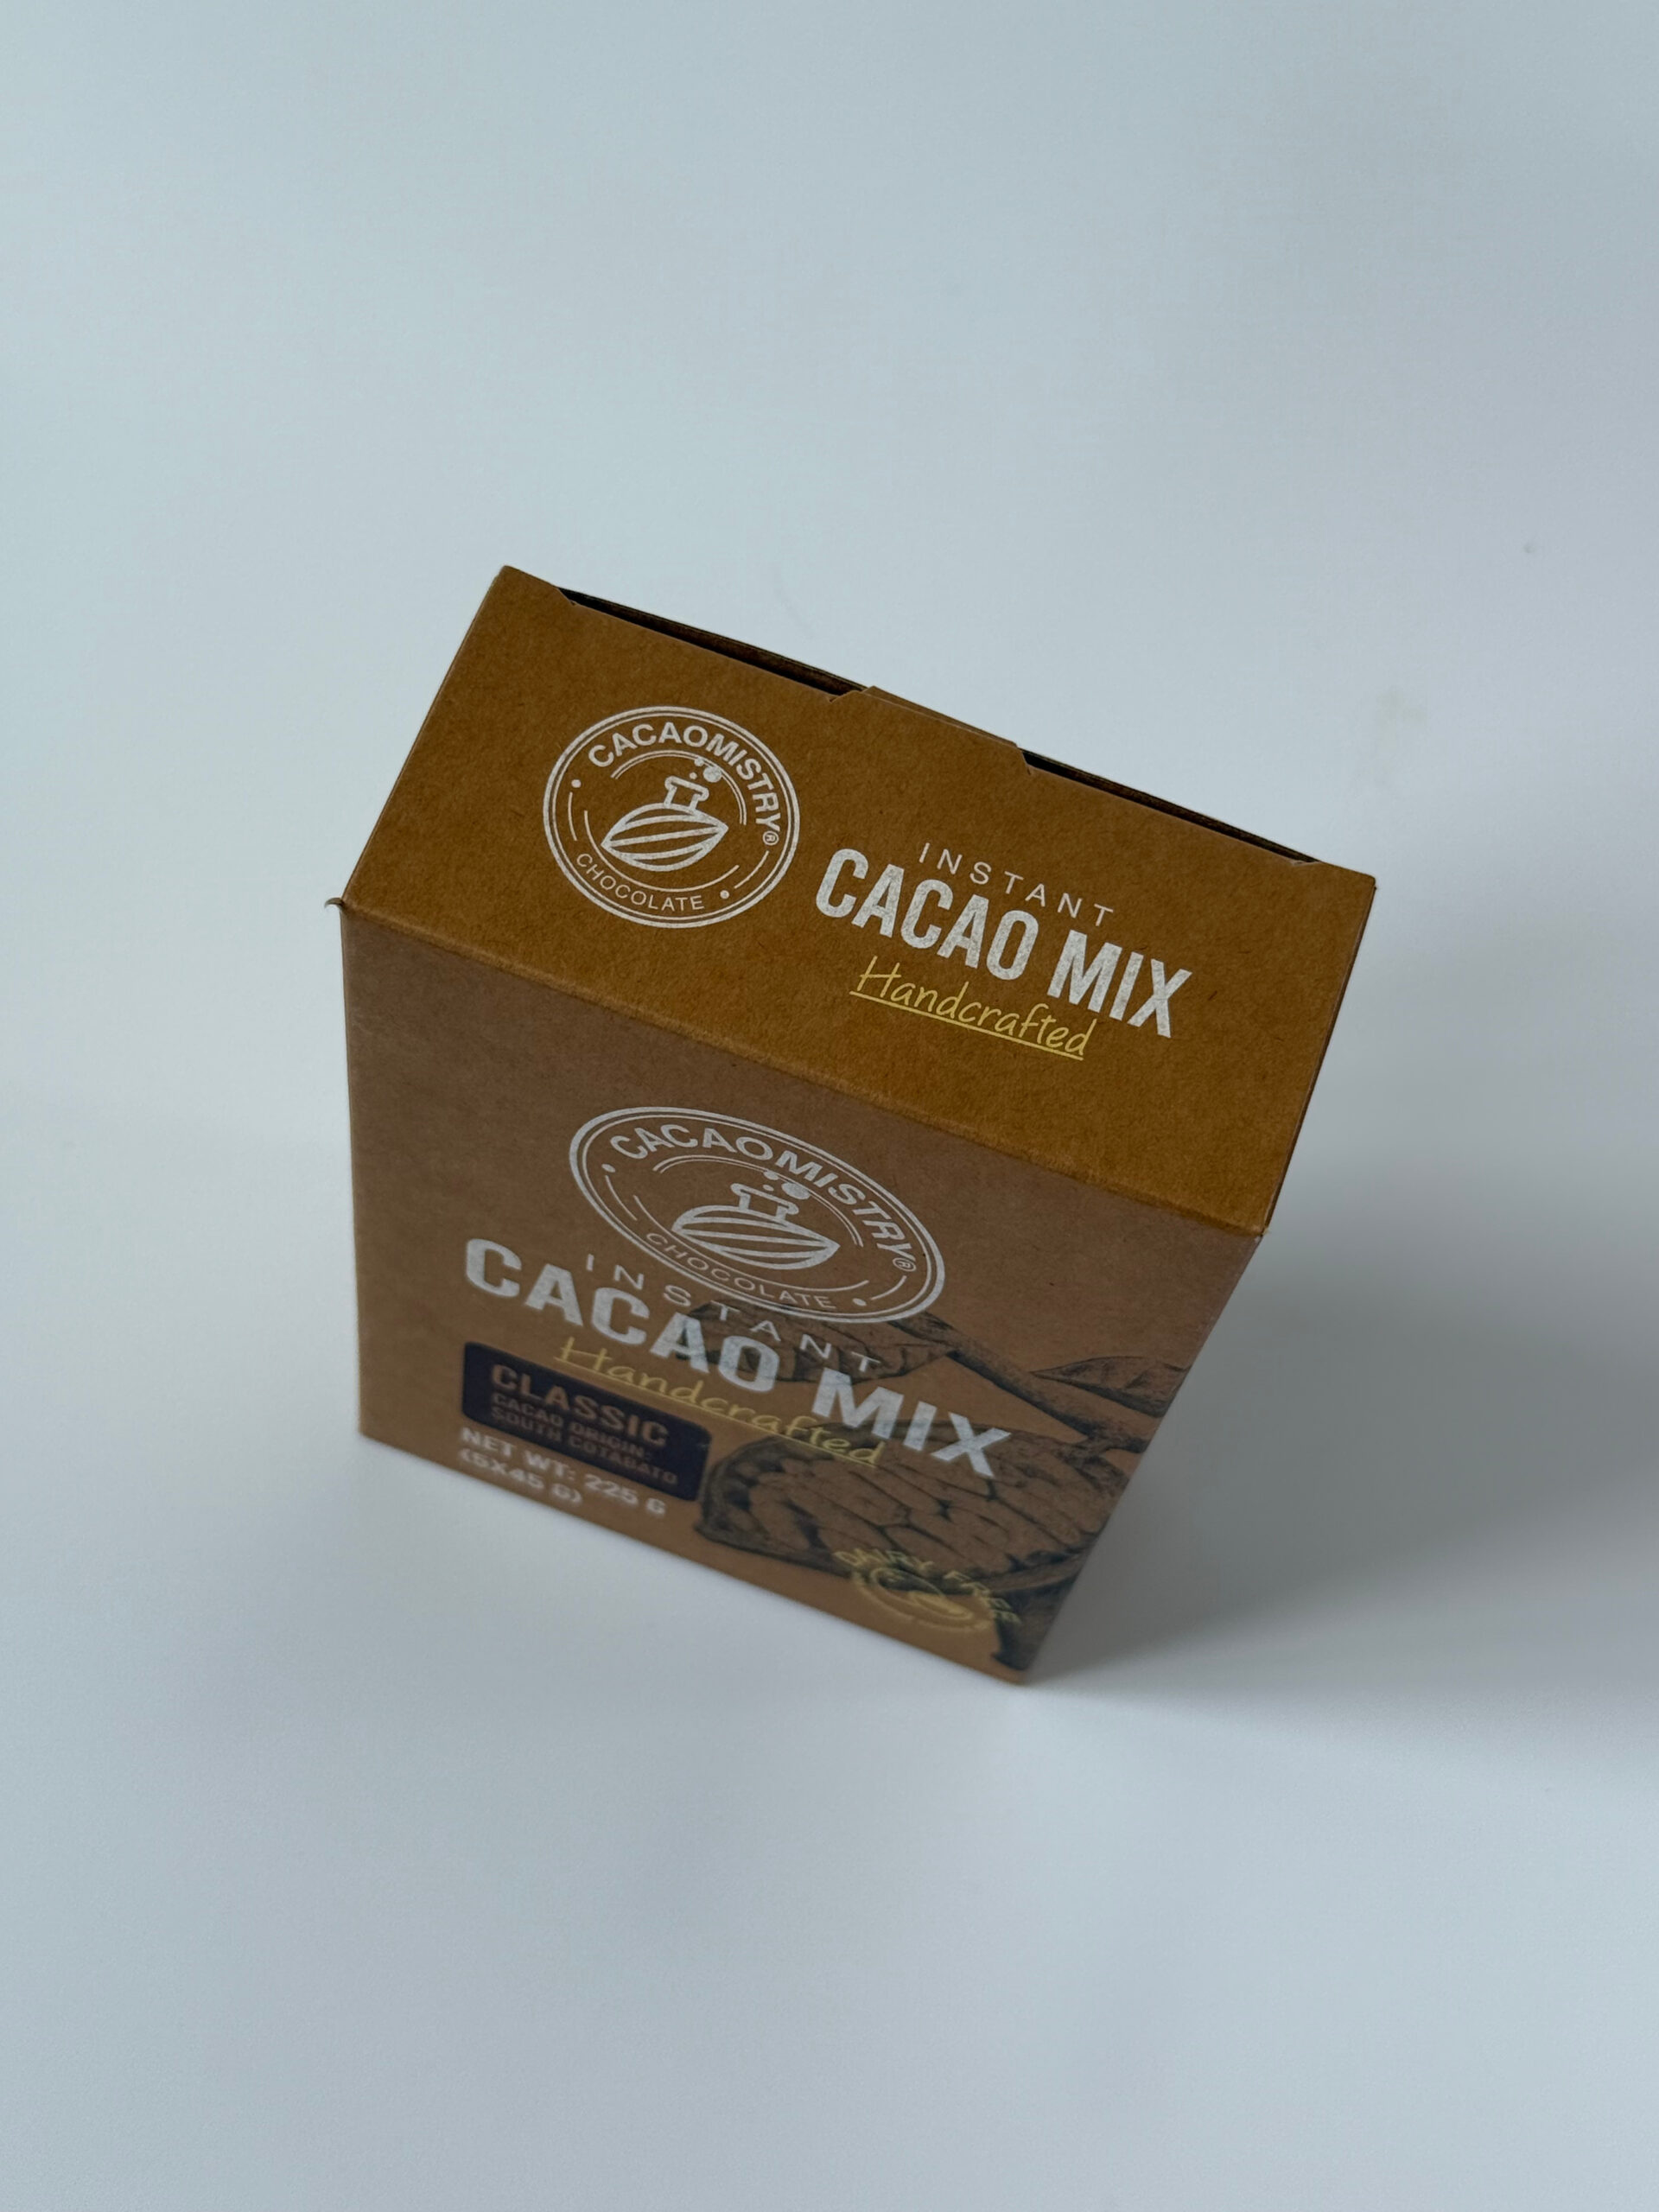 CACAOMISTRY®
CHOCOLATE
INSTANT
CACAO MIX
Handcrafted
CACAOMISTRY®
CHOCOLATE
INSTANT
CACAO MIX
Handcrafted
CLASSIC
CACAO ORIGIN:
SOUTH COTABATO
NET WT: 225 G
(5X45 G)
DAIRY FREE